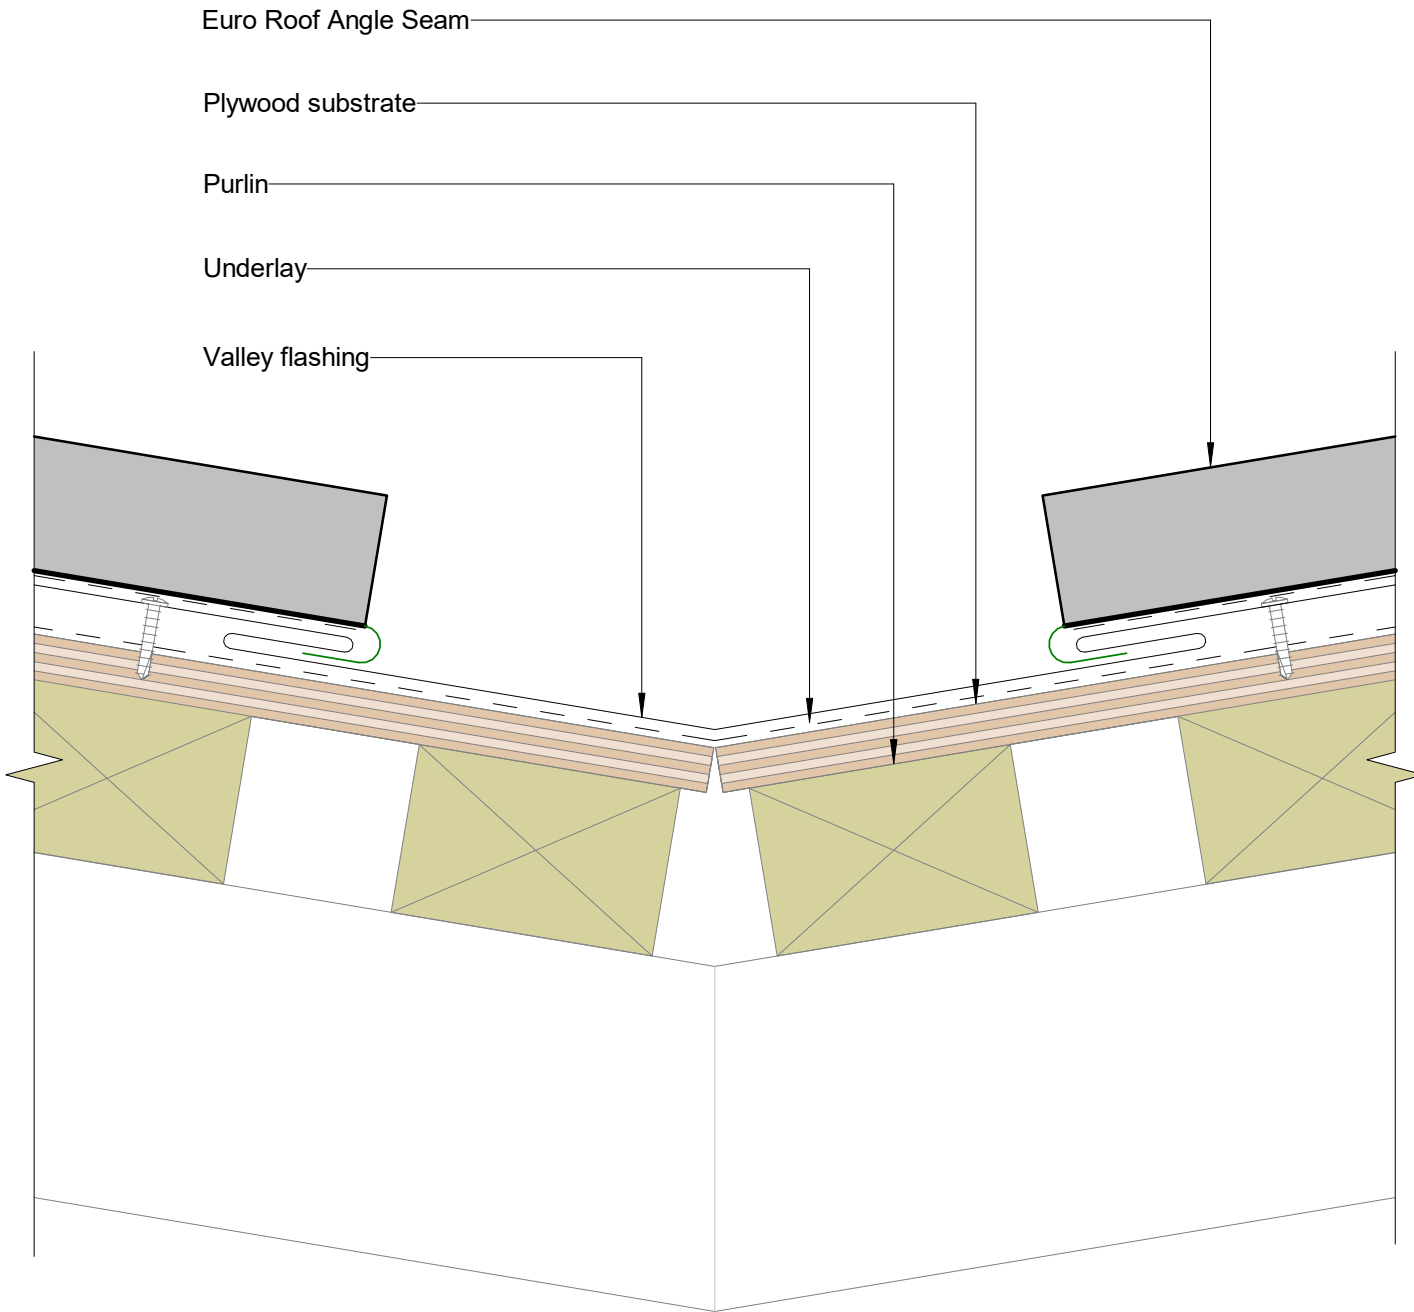 Euro Roof Angle Seam
Plywood substrate
Purlin
Underlay
Valley flashing